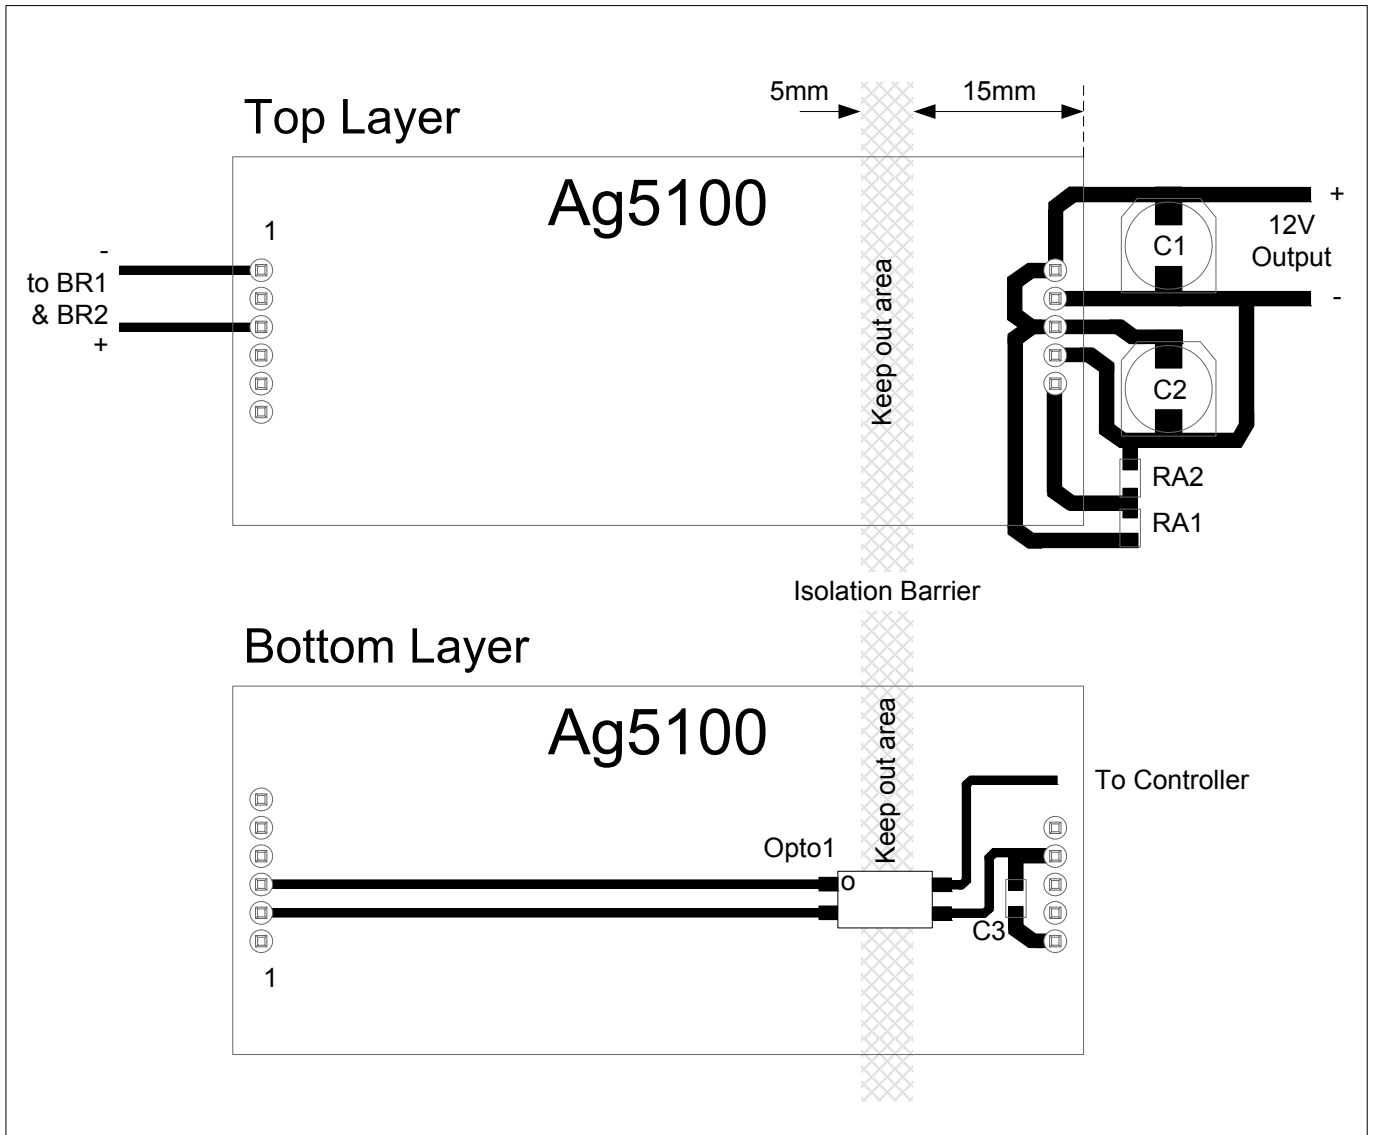 5mm
15mm
Top Layer
Ag5100
1
+
12V
Output
-
-
to BR1
& BR2
+
C1
C2
Keep out area
RA2
RA1
Isolation Barrier
Bottom Layer
Ag5100
Keep out area
To Controller
Opto1
o
C3
1